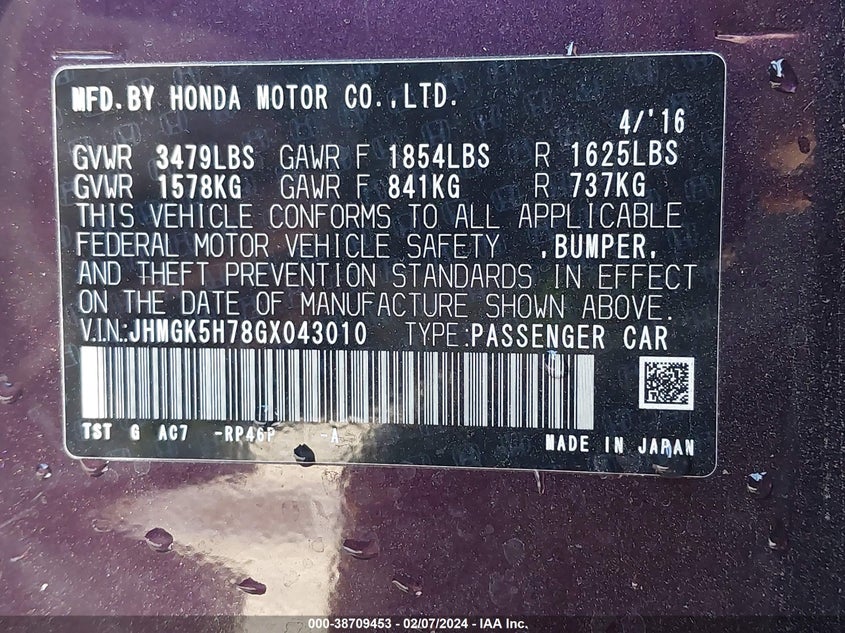 MFD.BY HONDA MOTOR CO.,LTD.
4/'16
GVWR 3479LBS GAWR F 1854LBS R 1625LBS
GVWR 1578KG GAWR F 841KG R 737KG
THIS VEHICLE CONFORMS TO ALL APPLICABLE
FEDERAL MOTOR VEHICLE SAFETY ,BUMPER,
AND THEFT PREVENTION STANDARDS IN EFFECT
ON THE DATE OF MANUFACTURE SHOWN ABOVE.
V.I.N.:JHMGK5H78GX043010 TYPE:PASSENGER CAR
TST G AC7 -RP46P -A
MADE IN JAPAN
000-38709453 - 02/07/2024 - IAA Inc.